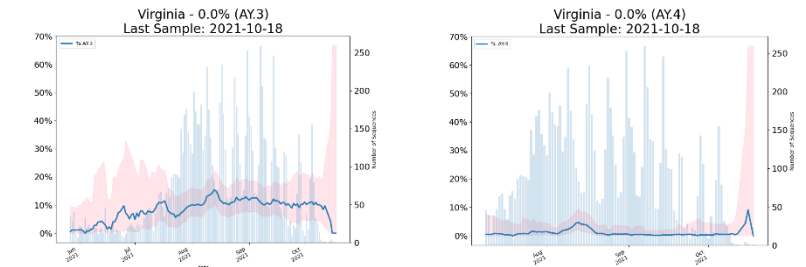 Virginia - 0.0% (AY.3)
Last Sample: 2021-10-18
% AY.3
70%
60%
50%
40%
30%
20%
10%
0%
250
200
150
100
50
0
Number of Sequences
Jun
2021
Jul
2021
Aug
2021
Sep
2021
Oct
2021
Virginia - 0.0% (AY.4)
Last Sample: 2021-10-18
% AY.4
70%
60%
50%
40%
30%
20%
10%
0%
250
200
150
100
50
0
Number of Sequences
Aug
2021
Sep
2021
Oct
2021